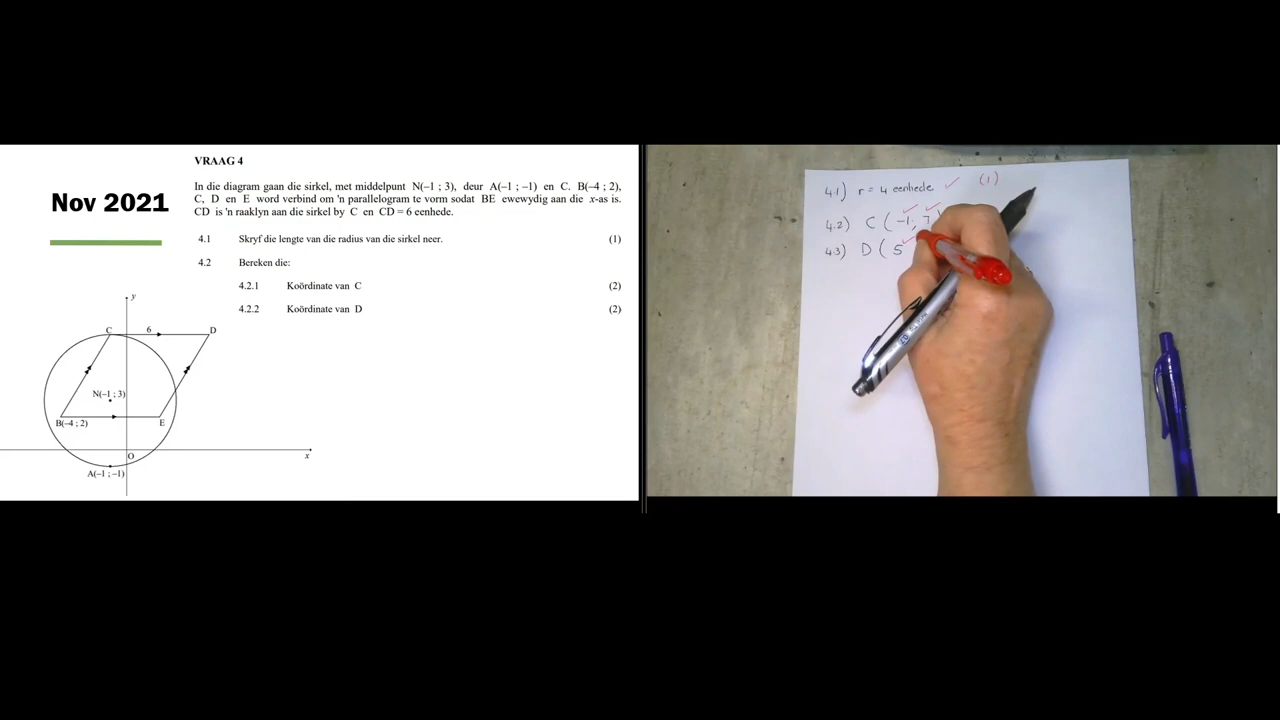 Nov 2021
VRAAG 4
In die diagram gaan die sirkel, met middelpunt N(–1 ; 3), deur A(–1 ; –1) en C. B(–4 ; 2),
C, D en E word verbind om 'n parallelogram te vorm sodat BE ewewydig aan die x-as is.
CD is 'n raaklyn aan die sirkel by C en CD = 6 eenhede.
4.1 Skryf die lengte van die radius van die sirkel neer. (1)
4.2 Bereken die:
4.2.1 Koördinate van C (2)
4.2.2 Koördinate van D (2)
y
C 6 D
N(–1 ; 3)
B(–4 ; 2) E
O x
A(–1 ; –1)
4.1) r = 4 eenhede ✓ (1)
4.2) C ( -1 ; 7 )
4.3) D ( 5